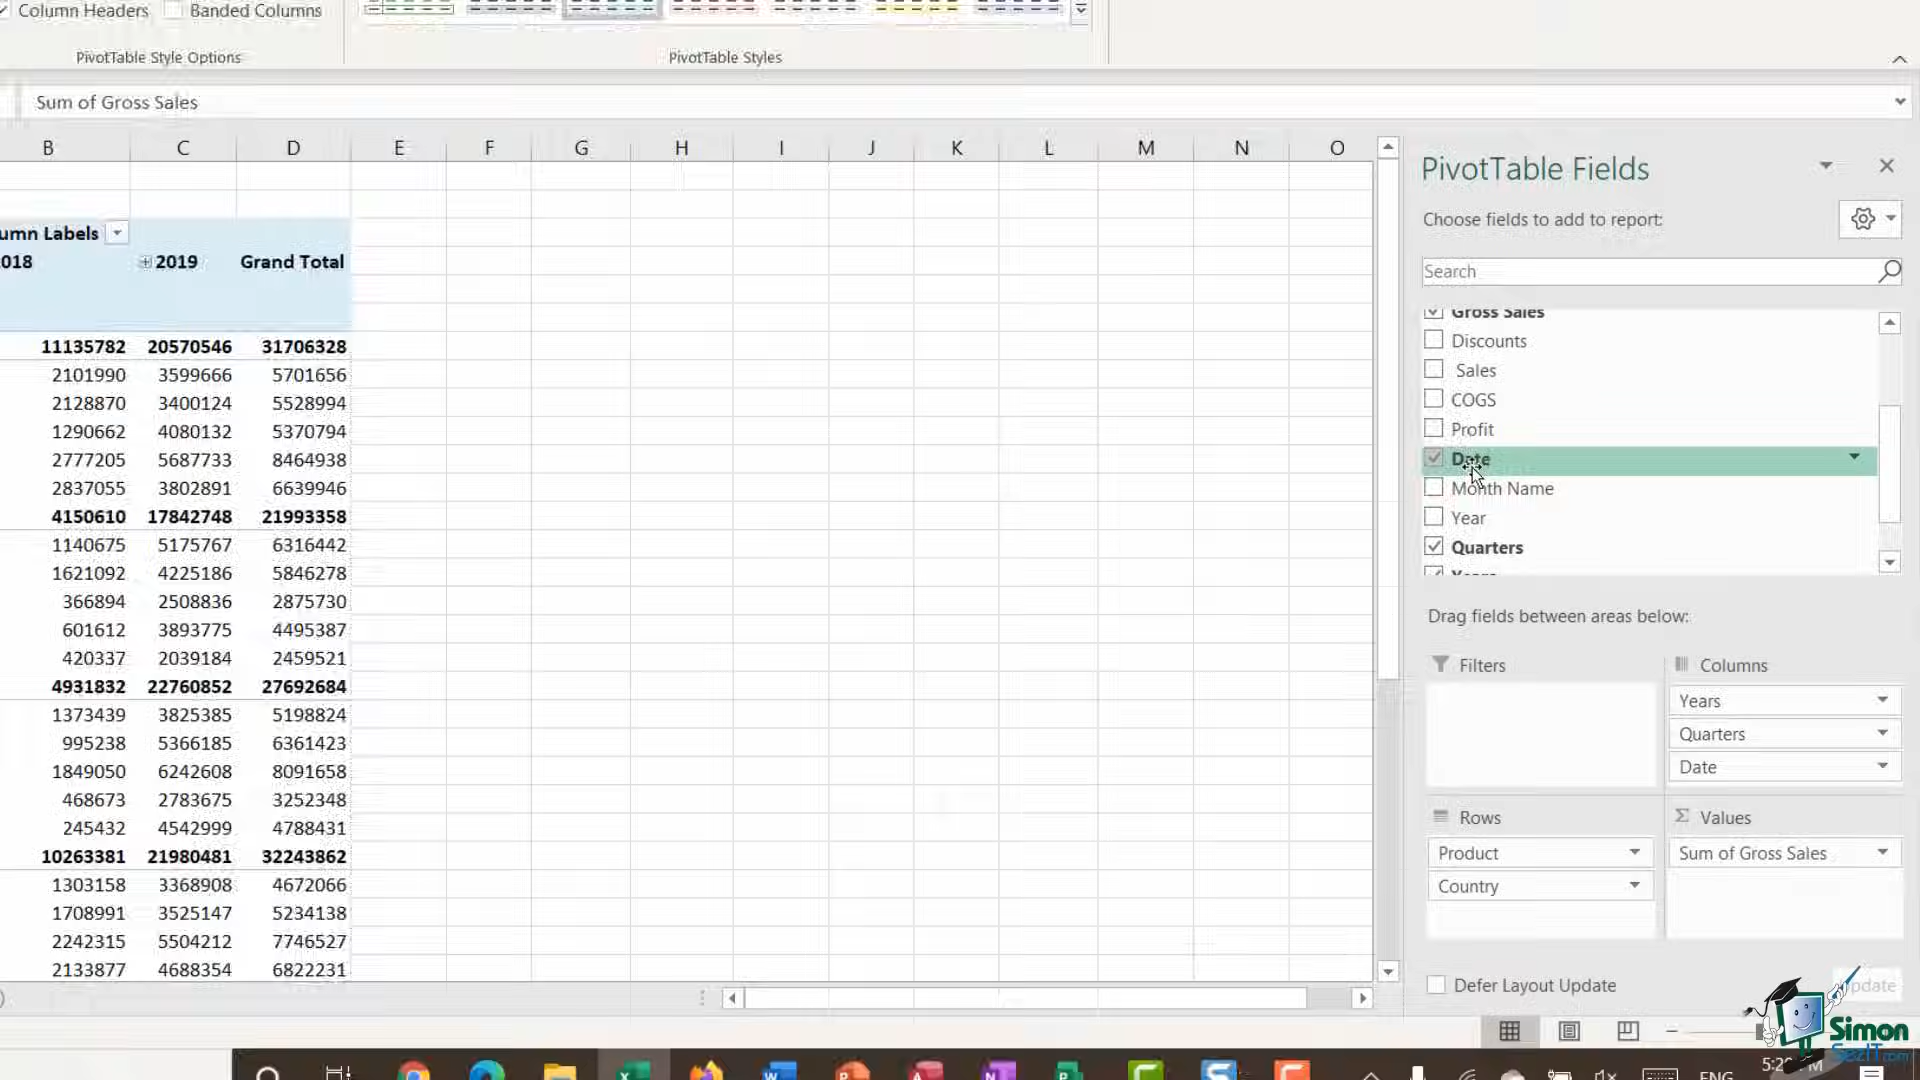 Column Headers
Banded Columns
PivotTable Style Options
PivotTable Styles
Sum of Gross Sales
B C D E F G H I J K L M N O
umn Labels
018 2019 Grand Total
11135782 20570546 31706328
2101990 3599666 5701656
2128870 3400124 5528994
1290662 4080132 5370794
2777205 5687733 8464938
2837055 3802891 6639946
4150610 17842748 21993358
1140675 5175767 6316442
1621092 4225186 5846278
366894 2508836 2875730
601612 3893775 4495387
420337 2039184 2459521
4931832 22760852 27692684
1373439 3825385 5198824
995238 5366185 6361423
1849050 6242608 8091658
468673 2783675 3252348
245432 4542999 4788431
10263381 21980481 32243862
1303158 3368908 4672066
1708991 3525147 5234138
2242315 5504212 7746527
2133877 4688354 6822231
PivotTable Fields
Choose fields to add to report:
Search
Gross Sales
Discounts
Sales
COGS
Profit
Date
Month Name
Year
Quarters
Years
Drag fields between areas below:
Filters
Columns
Years
Quarters
Date
Rows
Product
Country
Values
Sum of Gross Sales
Defer Layout Update
Simon
SezIT.com
ENG